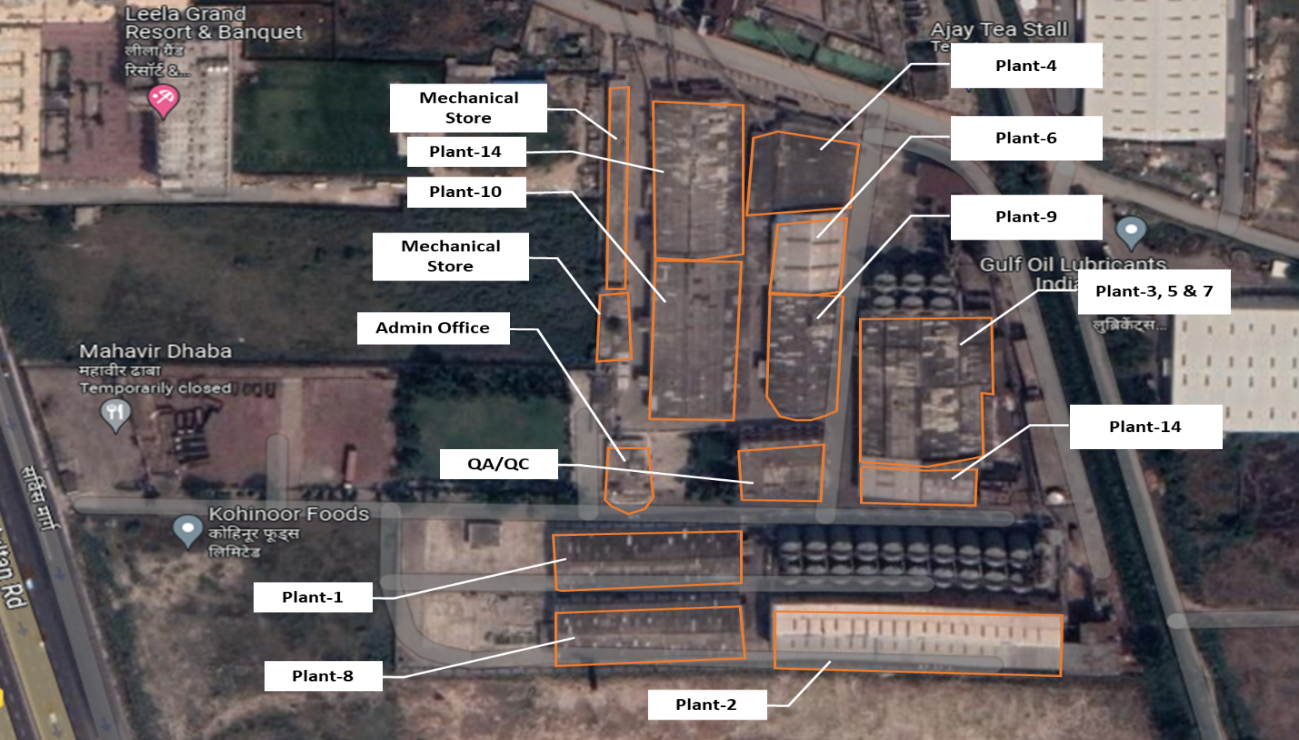 Leela Grand
Resort & Banquet
लीला ग्रैंड
रिसॉर्ट &...
Ajay Tea Stall
Plant-4
Mechanical
Store
Plant-6
Plant-14
Plant-10
Plant-9
Mechanical
Store
Gulf Oil Lubricants
Plant-3, 5 & 7
लुब्रिकेंट्स...
Admin Office
Mahavir Dhaba
महावीर ढाबा
Temporarily closed
Plant-14
QA/QC
सर्विस मार्ग
Kohinoor Foods
कोहिनूर फूड्स
लिमिटेड
Rd
Plant-1
Plant-8
Plant-2